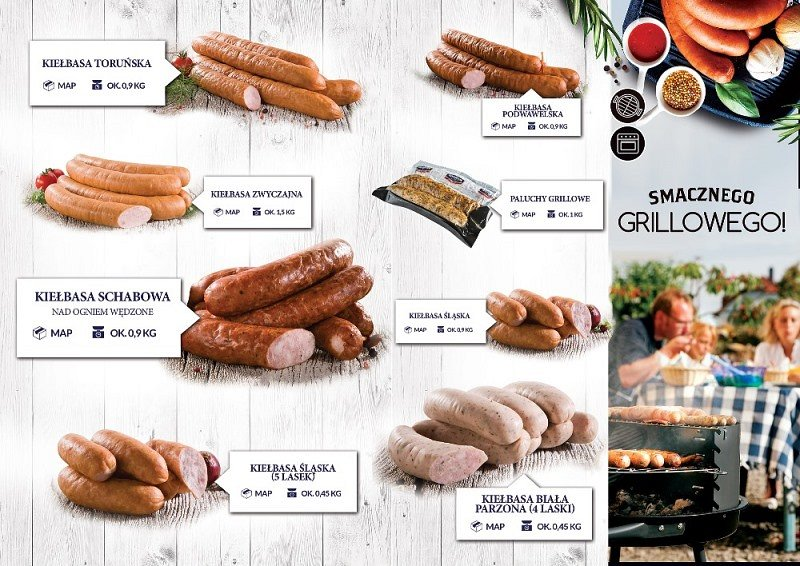 KIEŁBASA TORUŃSKA
MAP OK. 0,9 KG
KIEŁBASA
PODWAWELSKA
MAP OK. 0,9 KG
KIEŁBASA ZWYCZAJNA
MAP OK. 1,5 KG
PALUCHY GRILLOWE
MAP OK. 1 KG
KIEŁBASA SCHABOWA
NAD OGNIEM WĘDZONE
MAP OK. 0,9 KG
KIEŁBASA ŚLĄSKA
MAP OK. 0,9 KG
KIEŁBASA ŚLĄSKA
(5 LASEK)
MAP OK. 0,45 KG
KIEŁBASA BIAŁA
PARZONA (4 LASKI)
MAP OK. 0,45 KG
SMACZNEGO
GRILLOWEGO!